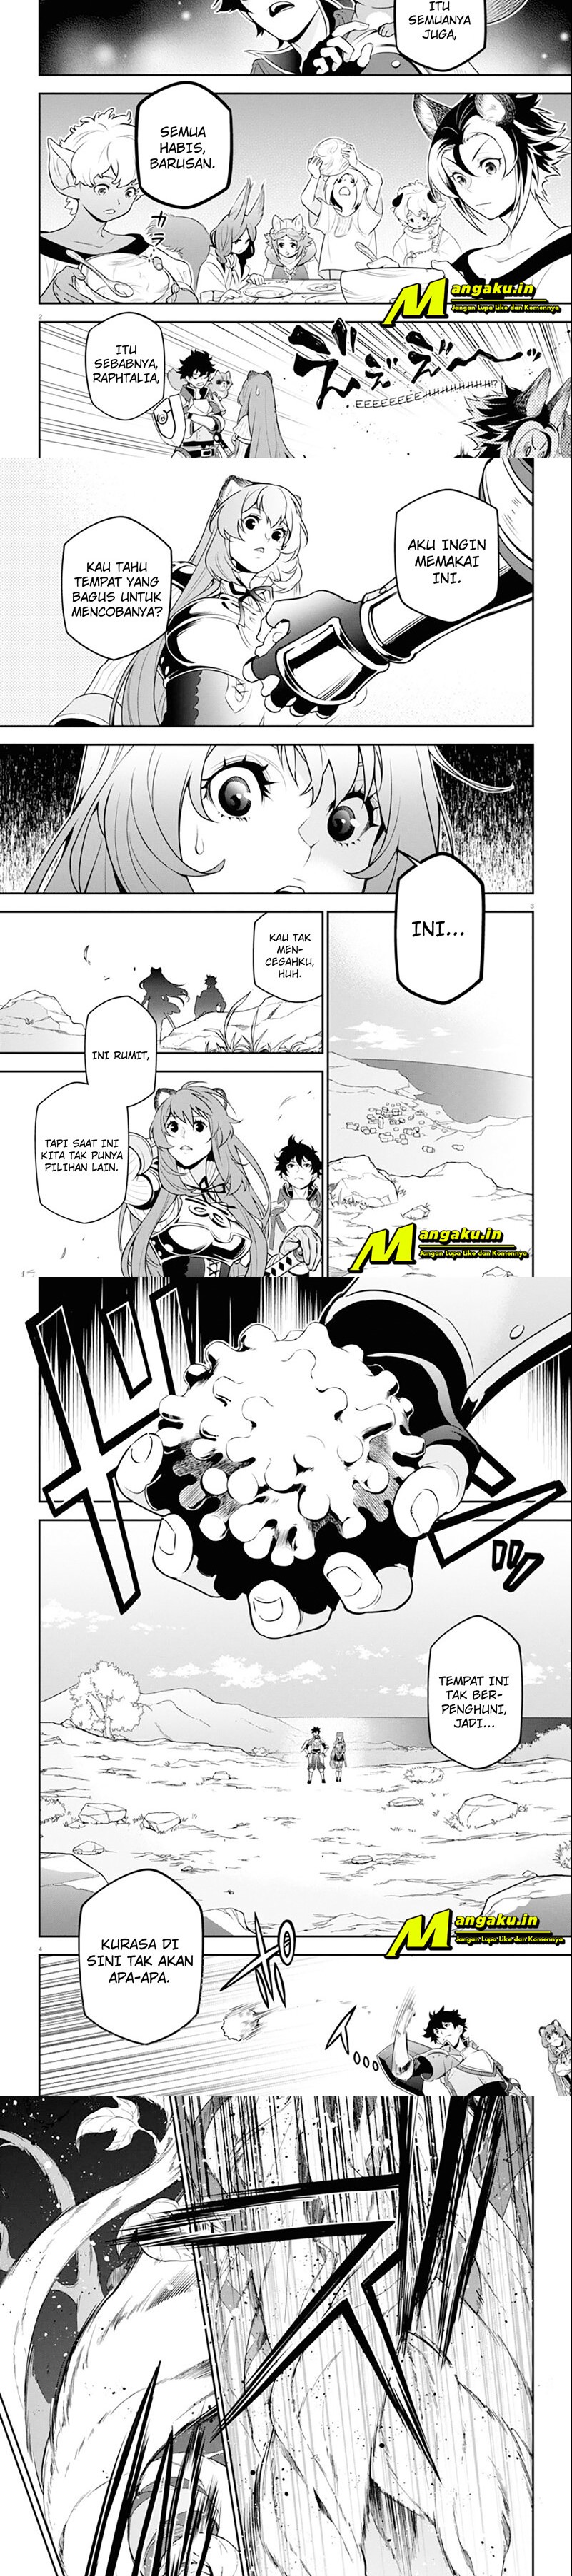 ITU
SEMUANYA
JUGA,
SEMUA
HABIS,
BARUSAN.
Mangaku.in
Jangan Lupa Like dan Komennya
2
ITU
SEBABNYA,
RAPHTALIA,
AKU INGIN
MEMAKAI
INI.
KAU TAHU
TEMPAT YANG
BAGUS UNTUK
MENCOBANYA?
3
INI...
KAU TAK
MEN-
CEGAHKU,
HUH.
INI RUMIT,
TAPI SAAT INI
KITA TAK PUNYA
PILIHAN LAIN.
Mangaku.in
Jangan Lupa Like dan Komennya
TEMPAT INI
TAK BER-
PENGHUNI,
JADI...
Mangaku.in
Jangan Lupa Like dan Komennya
4
KURASA DI
SINI TAK AKAN
APA-APA.